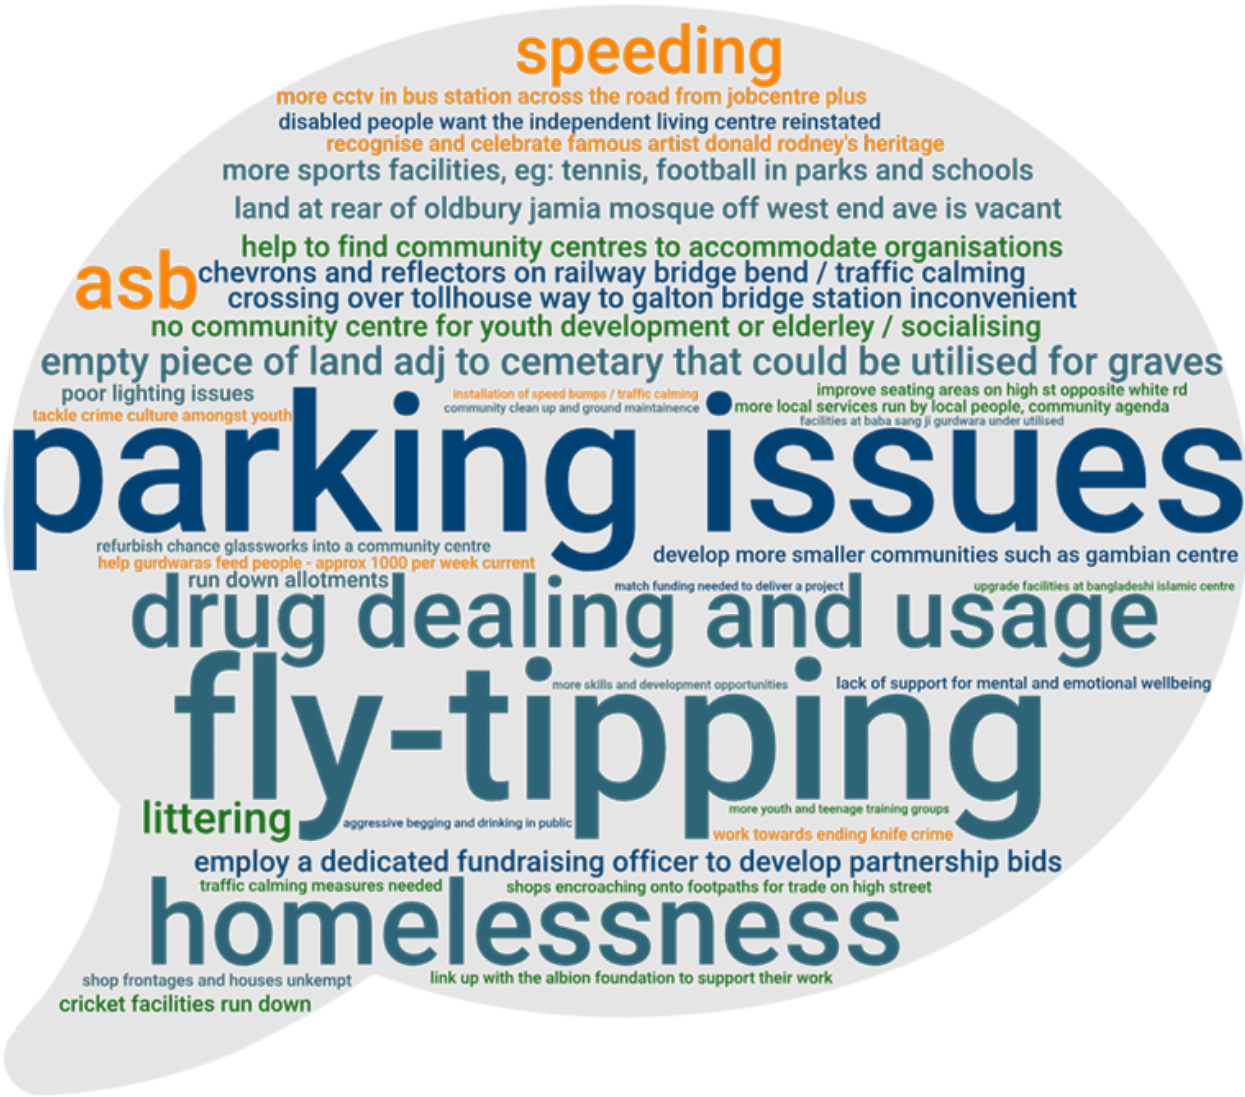 speeding
more cctv in bus station across the road from jobcentre plus
disabled people want the independent living centre reinstated
recognise and celebrate famous artist donald rodney's heritage
more sports facilities, eg: tennis, football in parks and schools
land at rear of oldbury jamia mosque off west end ave is vacant
help to find community centres to accommodate organisations
asb
chevrons and reflectors on railway bridge bend / traffic calming
crossing over tollhouse way to galton bridge station inconvenient
no community centre for youth development or elderley / socialising
empty piece of land adj to cemetary that could be utilised for graves
poor lighting issues
installation of speed bumps / traffic calming
improve seating areas on high st opposite white rd
tackle crime culture amongst youth
community clean up and ground maintainence
more local services run by local people, community agenda
facilities at baba sang ji gurdwara under utilised
parking issues
refurbish chance glassworks into a community centre
develop more smaller communities such as gambian centre
help gurdwaras feed people - approx 1000 per week current
run down allotments
match funding needed to deliver a project
upgrade facilities at bangladeshi islamic centre
drug dealing and usage
more skills and development opportunities
lack of support for mental and emotional wellbeing
fly-tipping
littering
more youth and teenage training groups
aggressive begging and drinking in public
work towards ending knife crime
employ a dedicated fundraising officer to develop partnership bids
traffic calming measures needed
shops encroaching onto footpaths for trade on high street
homelessness
shop frontages and houses unkempt
link up with the albion foundation to support their work
cricket facilities run down